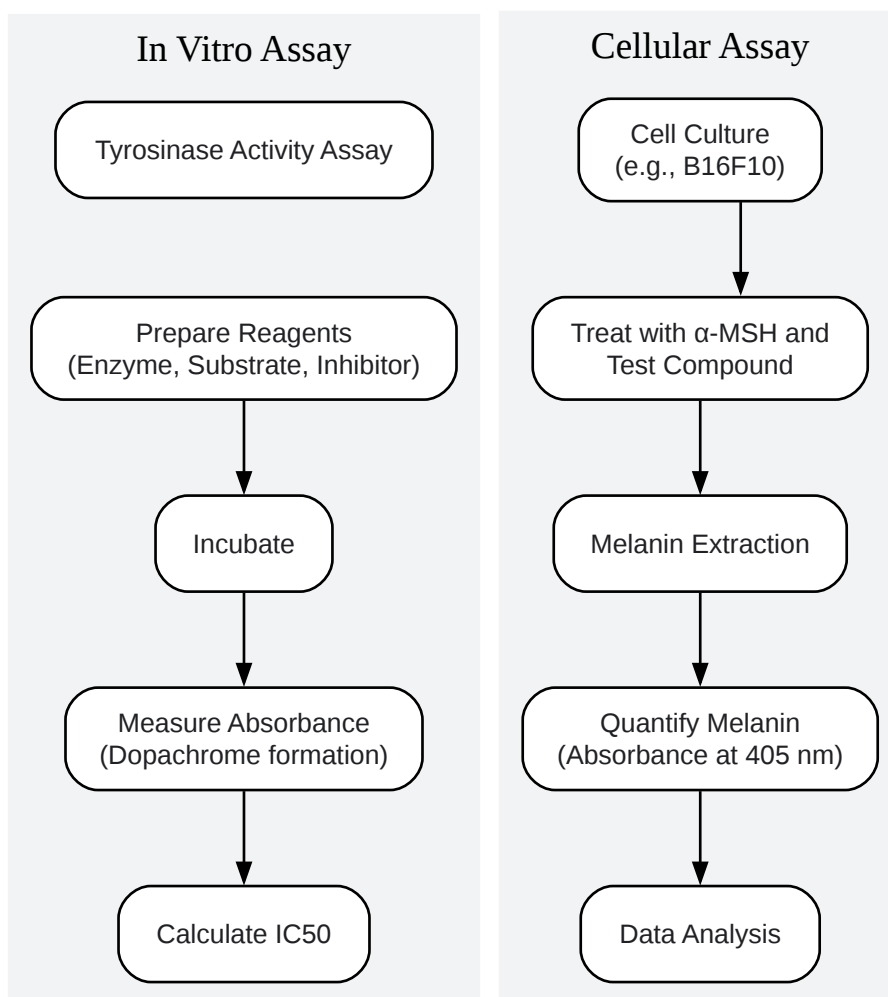 In Vitro Assay
Tyrosinase Activity Assay
Prepare Reagents
(Enzyme, Substrate, Inhibitor)
Incubate
Measure Absorbance
(Dopachrome formation)
Calculate IC50
Cellular Assay
Cell Culture
(e.g., B16F10)
Treat with α-MSH and
Test Compound
Melanin Extraction
Quantify Melanin
(Absorbance at 405 nm)
Data Analysis